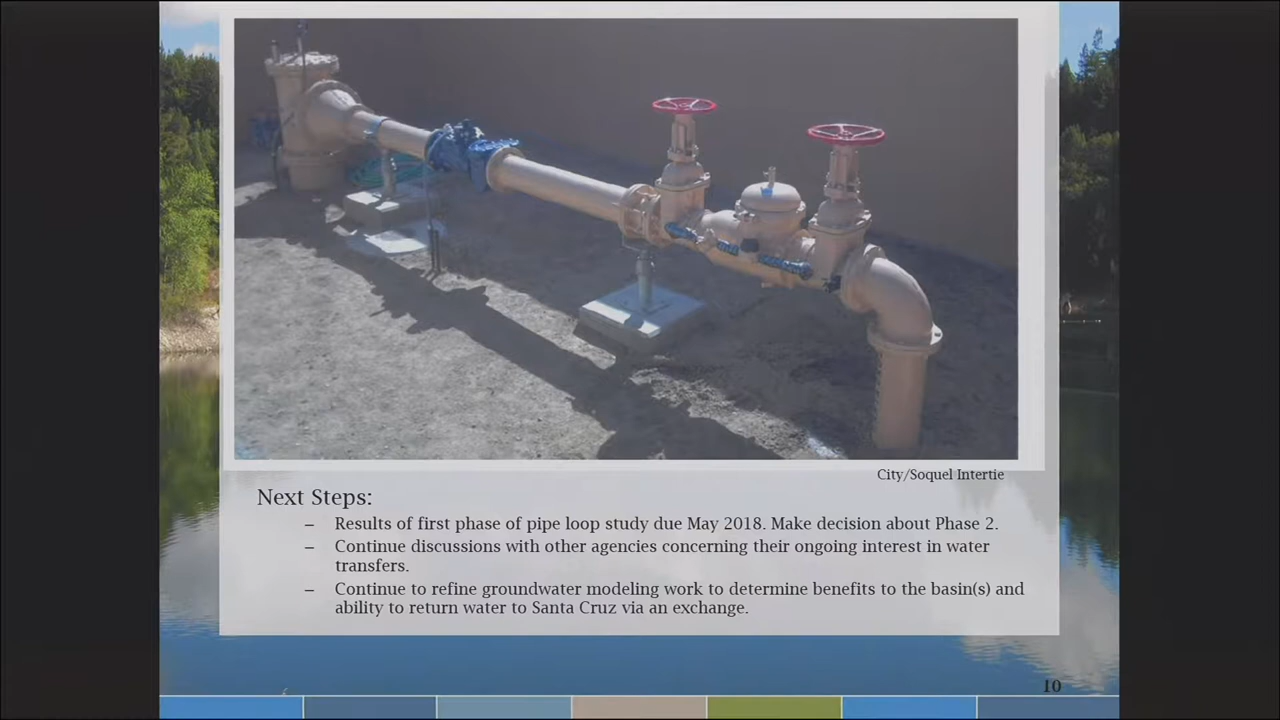 City/Soquel Intertie
Next Steps:
– Results of first phase of pipe loop study due May 2018. Make decision about Phase 2.
– Continue discussions with other agencies concerning their ongoing interest in water
transfers.
– Continue to refine groundwater modeling work to determine benefits to the basin(s) and
ability to return water to Santa Cruz via an exchange.
10